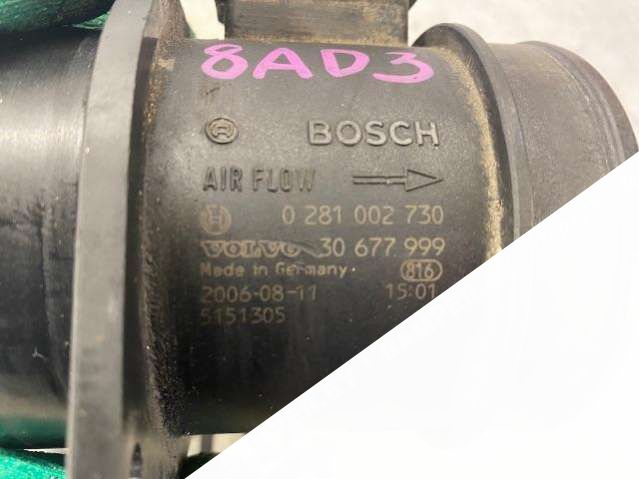 8AD3
BOSCH
AIR FLOW
0 281 002 730
VOLVO 30 677 999
Made in Germany 816
2006-08-11 15:01
5151305